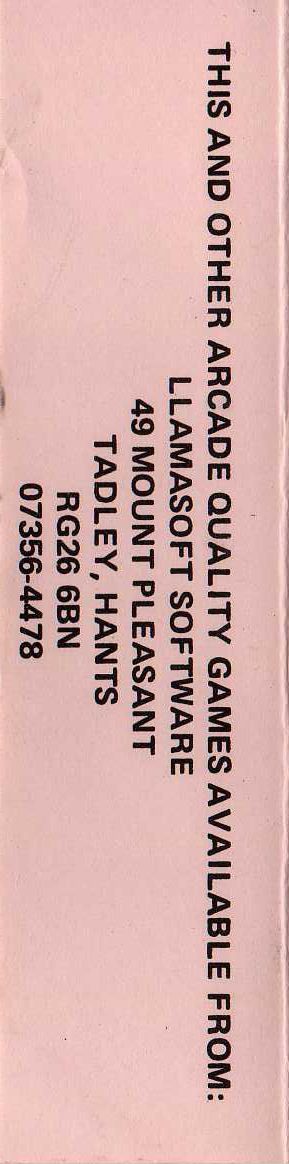 THIS AND OTHER ARCADE QUALITY GAMES AVAILABLE FROM:
LLAMASOFT SOFTWARE
49 MOUNT PLEASANT
TADLEY, HANTS
RG26 6BN
07356-4478